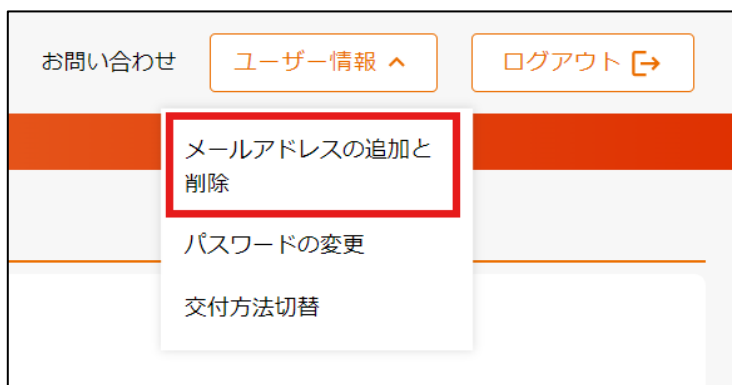 お問い合わせ
ユーザー情報
ログアウト
メールアドレスの追加と
削除
パスワードの変更
交付方法切替